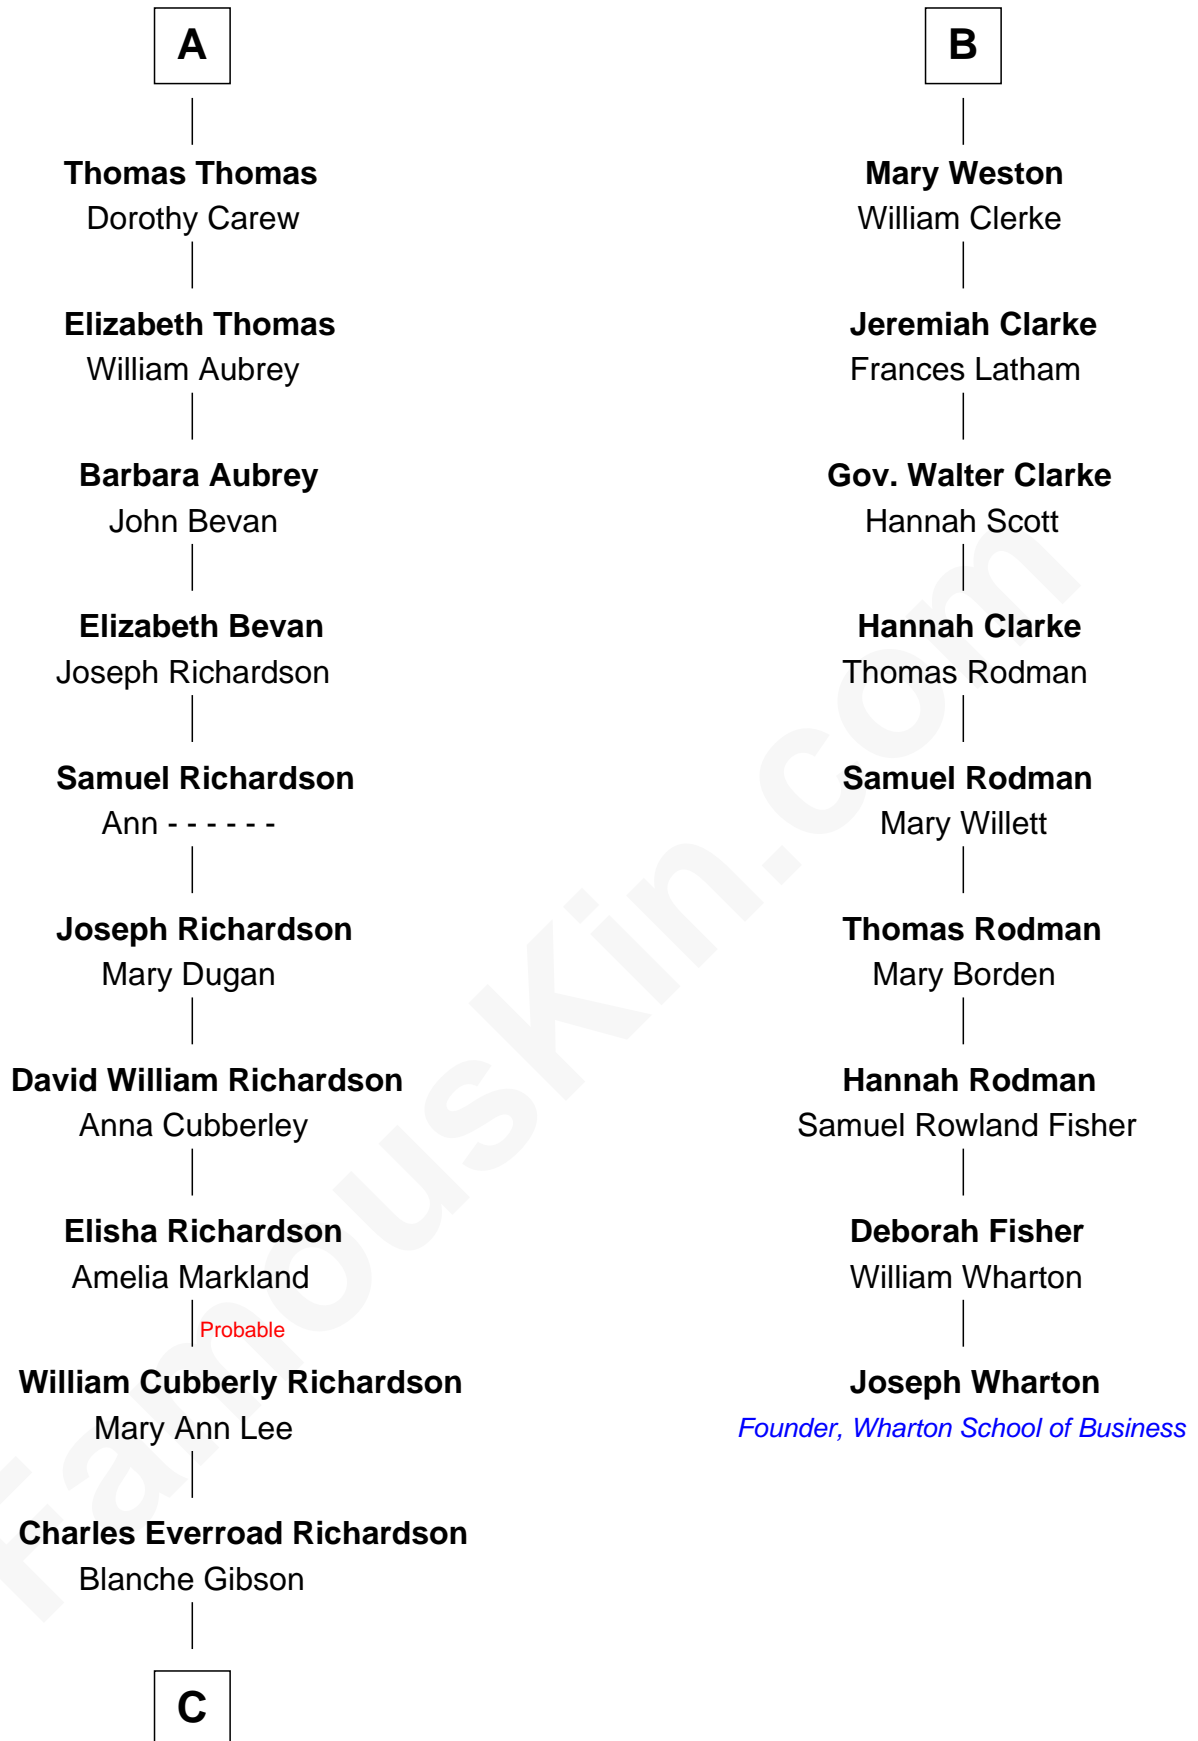 A
Thomas Thomas
Dorothy Carew
Elizabeth Thomas
William Aubrey
Barbara Aubrey
John Bevan
Elizabeth Bevan
Joseph Richardson
Samuel Richardson
Ann - - - - - -
Joseph Richardson
Mary Dugan
David William Richardson
Anna Cubberley
Elisha Richardson
Amelia Markland
Probable
William Cubberly Richardson
Mary Ann Lee
Charles Everroad Richardson
Blanche Gibson
C
B
Mary Weston
William Clerke
Jeremiah Clarke
Frances Latham
Gov. Walter Clarke
Hannah Scott
Hannah Clarke
Thomas Rodman
Samuel Rodman
Mary Willett
Thomas Rodman
Mary Borden
Hannah Rodman
Samuel Rowland Fisher
Deborah Fisher
William Wharton
Joseph Wharton
Founder, Wharton School of Business
FamousKin.com